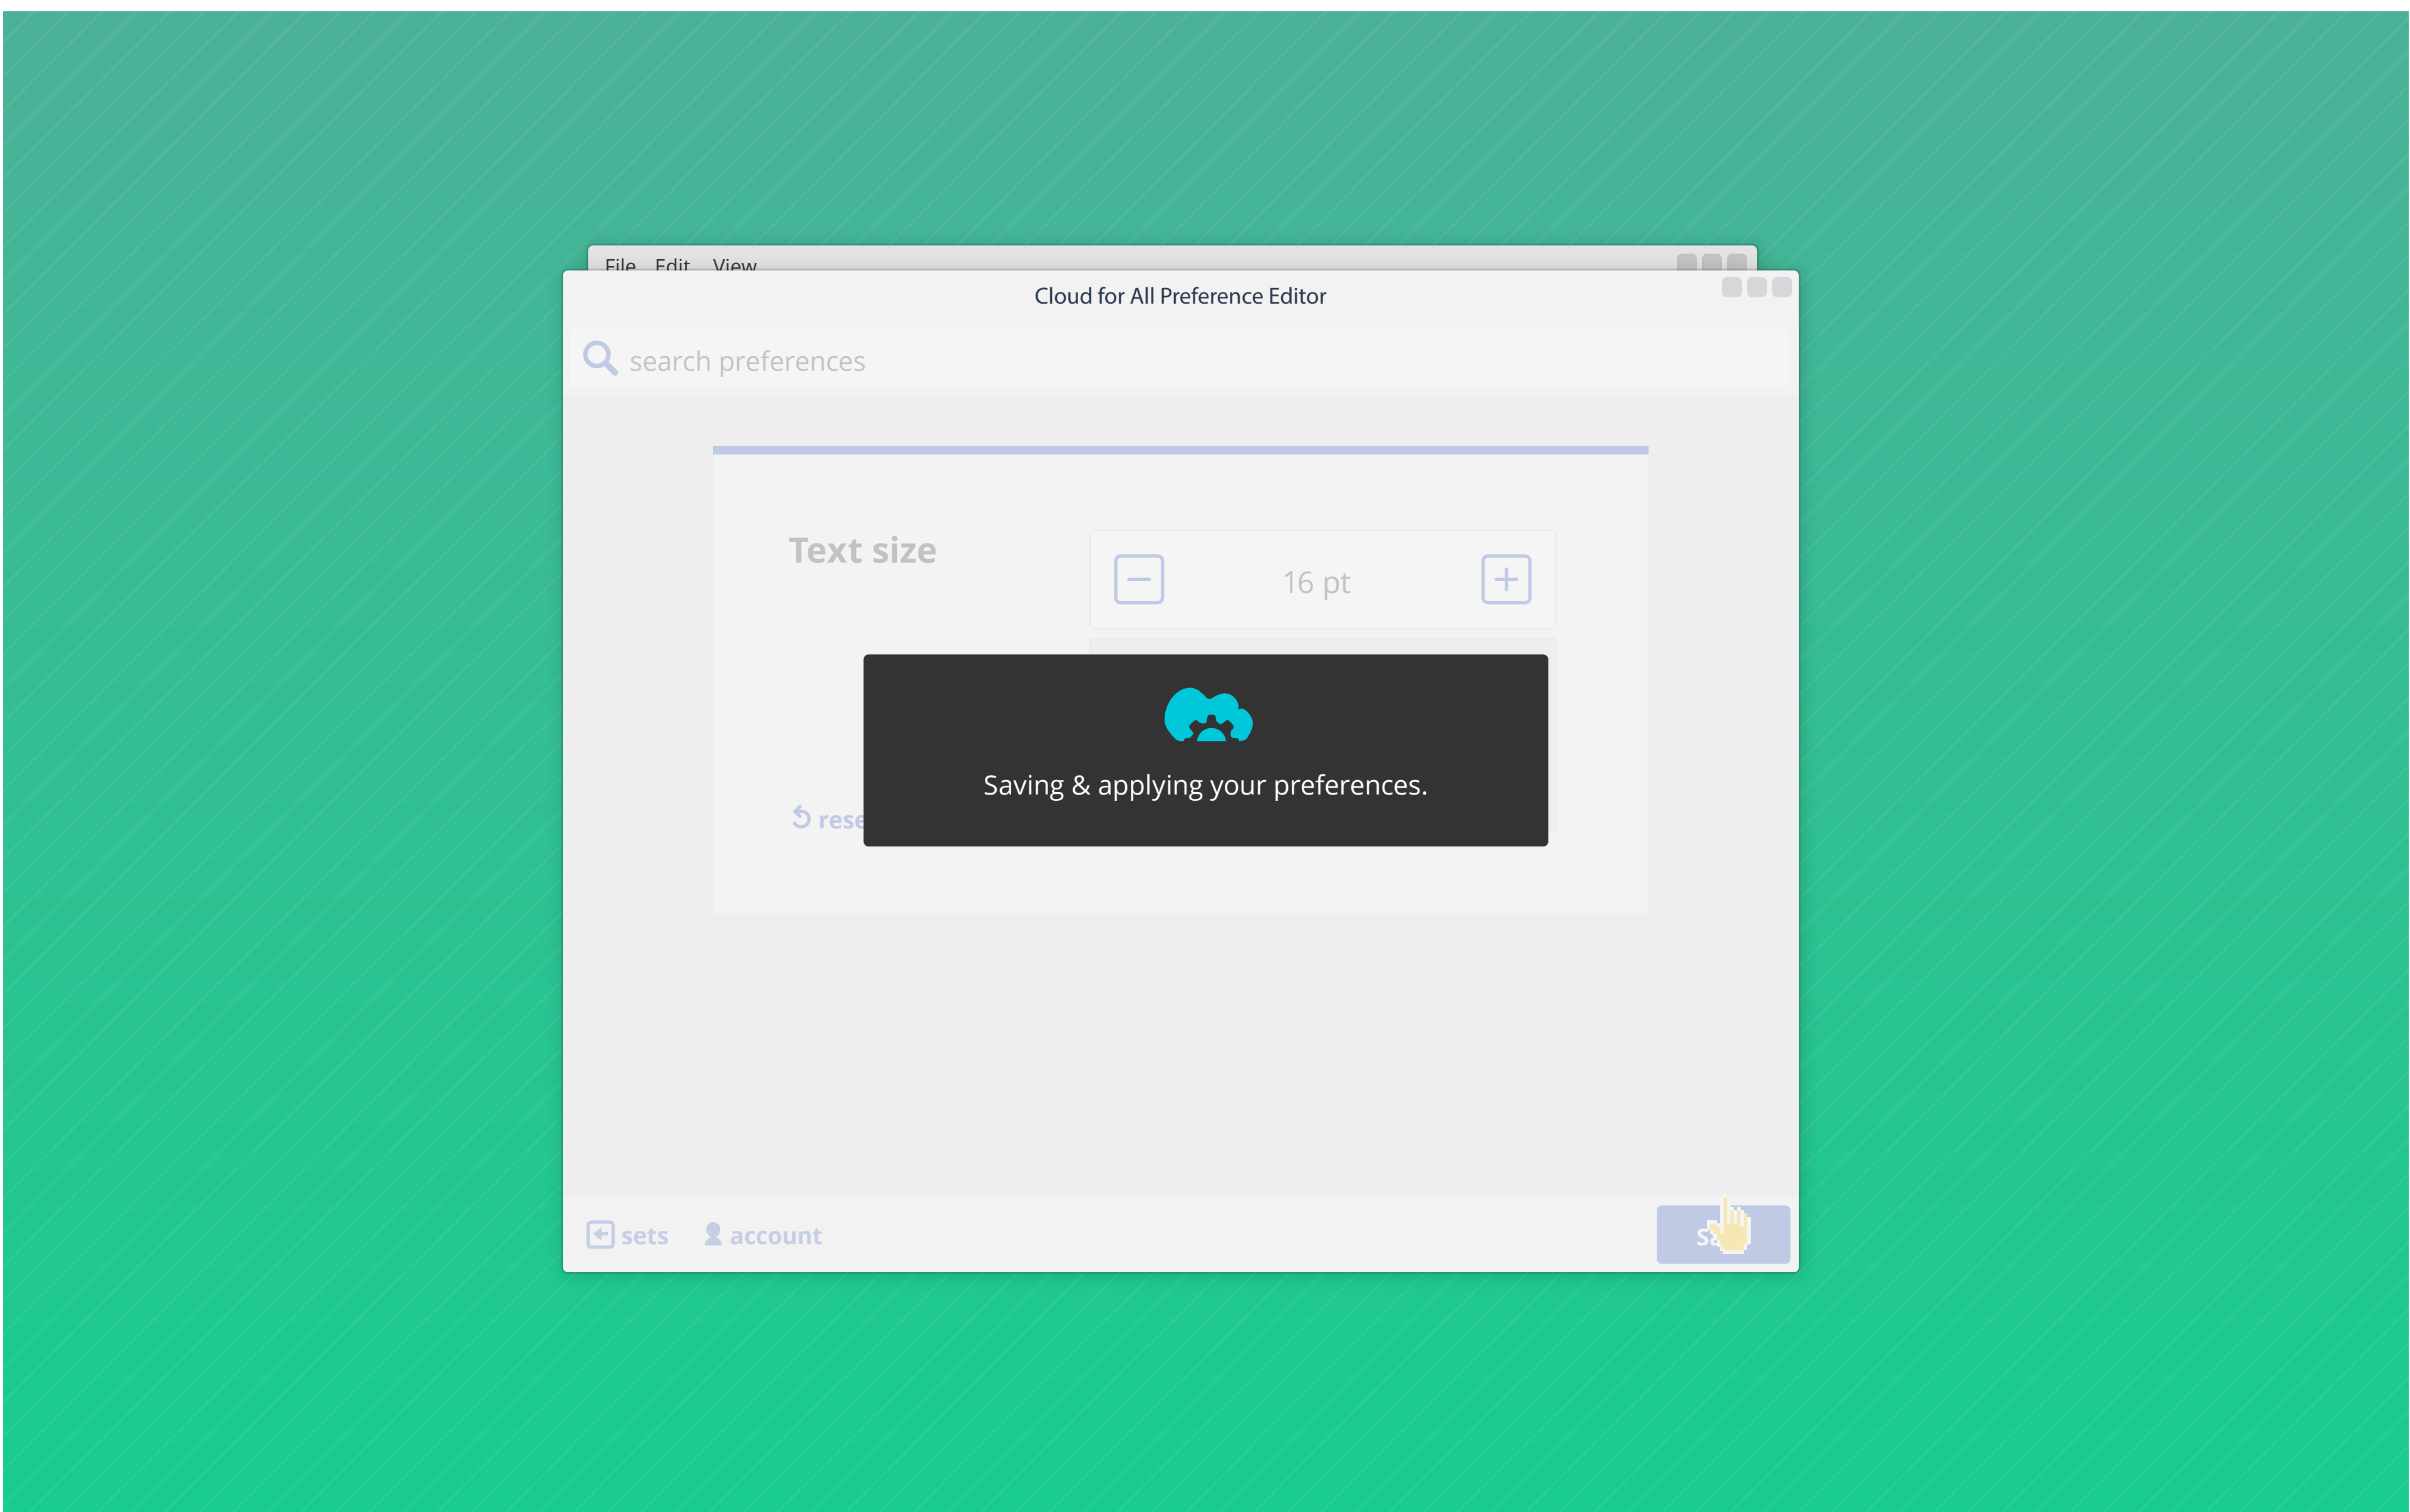 File Edit View
Cloud for All Preference Editor
search preferences
Text size
16 pt
Saving & applying your preferences.
sets account